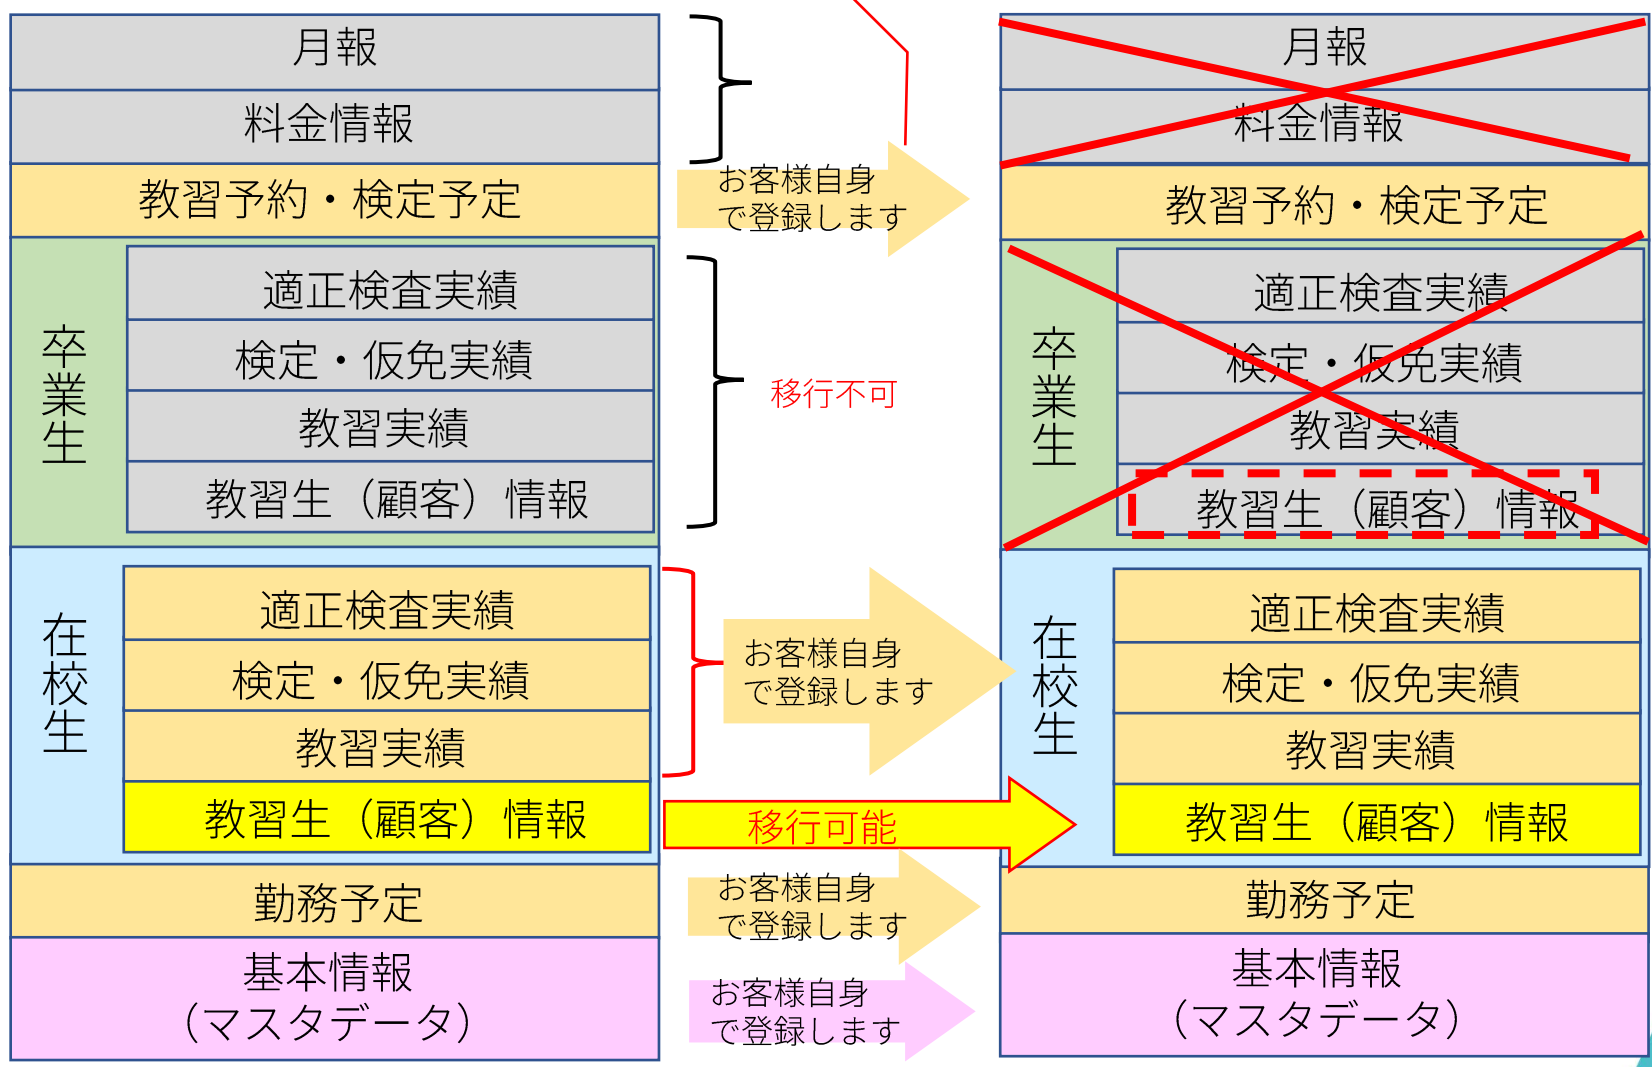 月報
料金情報
教習予約・検定予定
卒業生
適正検査実績
検定・仮免実績
教習実績
教習生（顧客）情報
在校生
適正検査実績
検定・仮免実績
教習実績
教習生（顧客）情報
勤務予定
基本情報
（マスタデータ）
お客様自身
で登録します
移行不可
お客様自身
で登録します
移行可能
お客様自身
で登録します
お客様自身
で登録します
月報
料金情報
教習予約・検定予定
卒業生
適正検査実績
検定・仮免実績
教習実績
教習生（顧客）情報
在校生
適正検査実績
検定・仮免実績
教習実績
教習生（顧客）情報
勤務予定
基本情報
（マスタデータ）